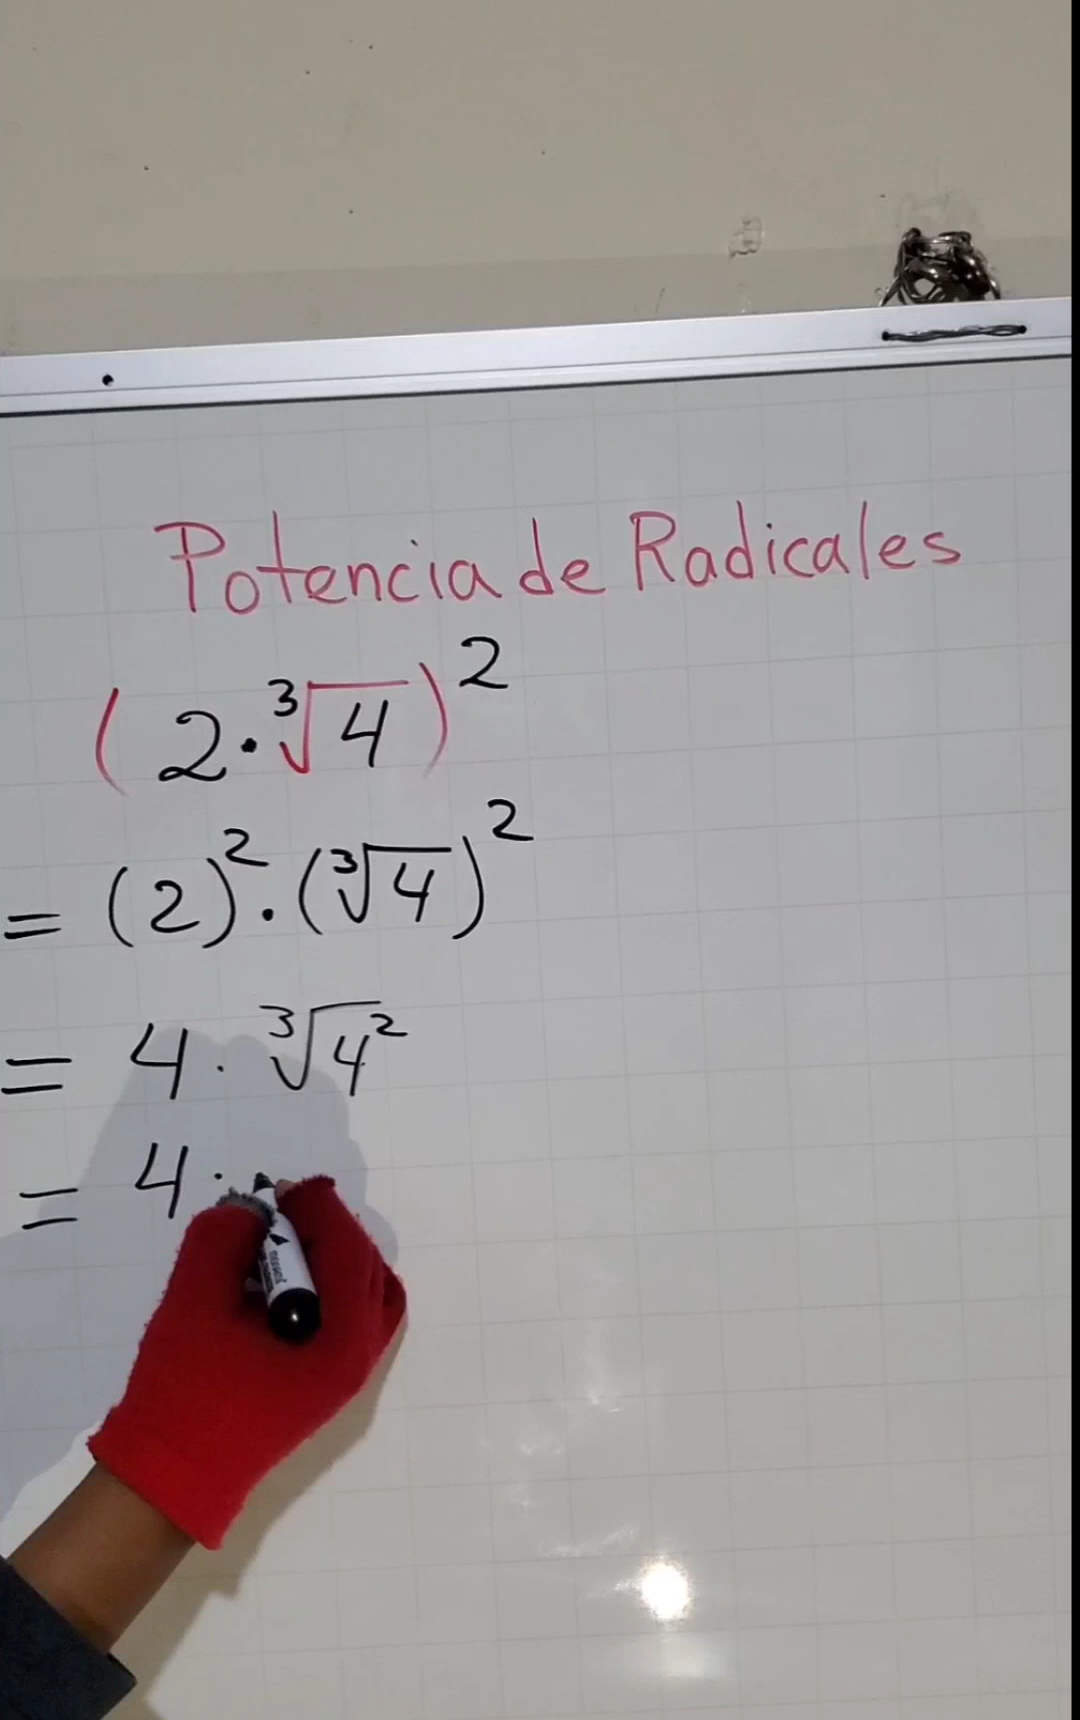 Potencia de Radicales
(2·∛4)²
= (2)²·(∛4)²
= 4·∛4²
= 4·